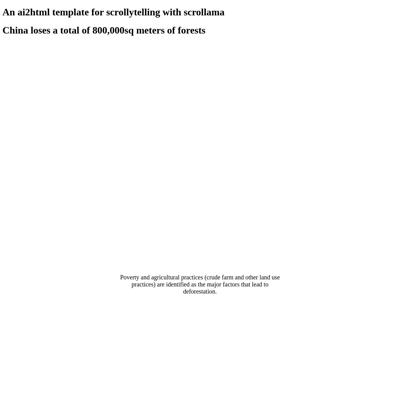 An ai2html template for scrollytelling with scrollama
China loses a total of 800,000sq meters of forests
Poverty and agricultural practices (crude farm and other land use
practices) are identified as the major factors that lead to
deforestation.